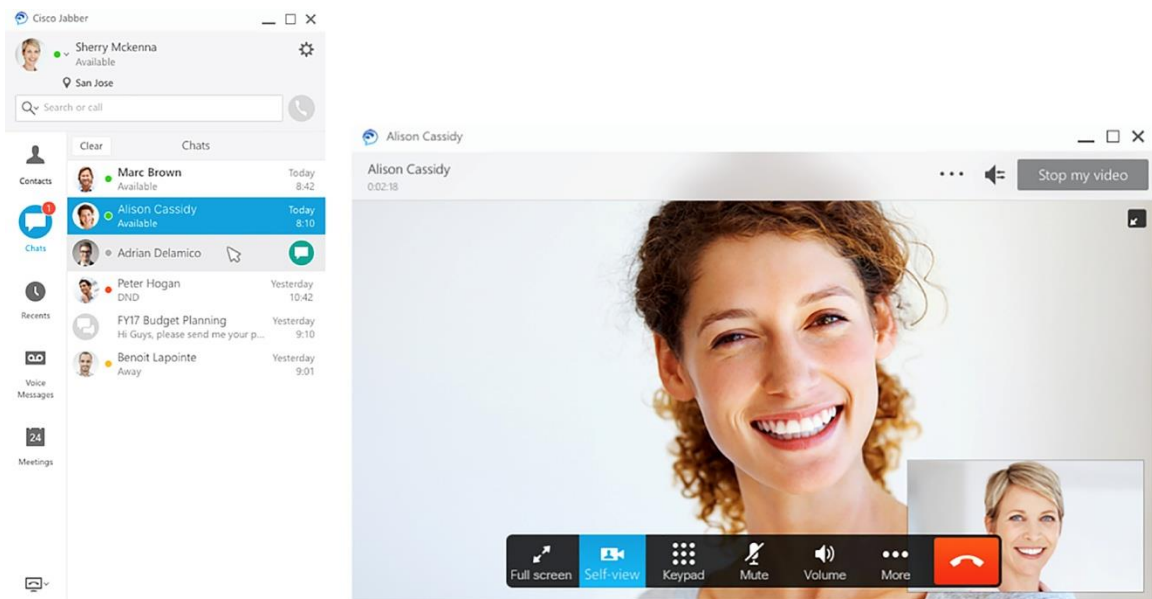 Cisco Jabber
Sherry Mckenna
Available
San Jose
Search or call
Clear
Chats
Contacts
1
Chats
Recents
Voice
Messages
24
Meetings
Marc Brown
Today
Available
8:42
Alison Cassidy
Today
Available
8:10
Adrian Delamico
Peter Hogan
Yesterday
DND
10:42
FY17 Budget Planning
Yesterday
Hi Guys, please send me your p...
9:10
Benoit Lapointe
Yesterday
Away
9:01
Alison Cassidy
Alison Cassidy
0:02:18
Stop my video
Full screen
Self-view
Keypad
Mute
Volume
More